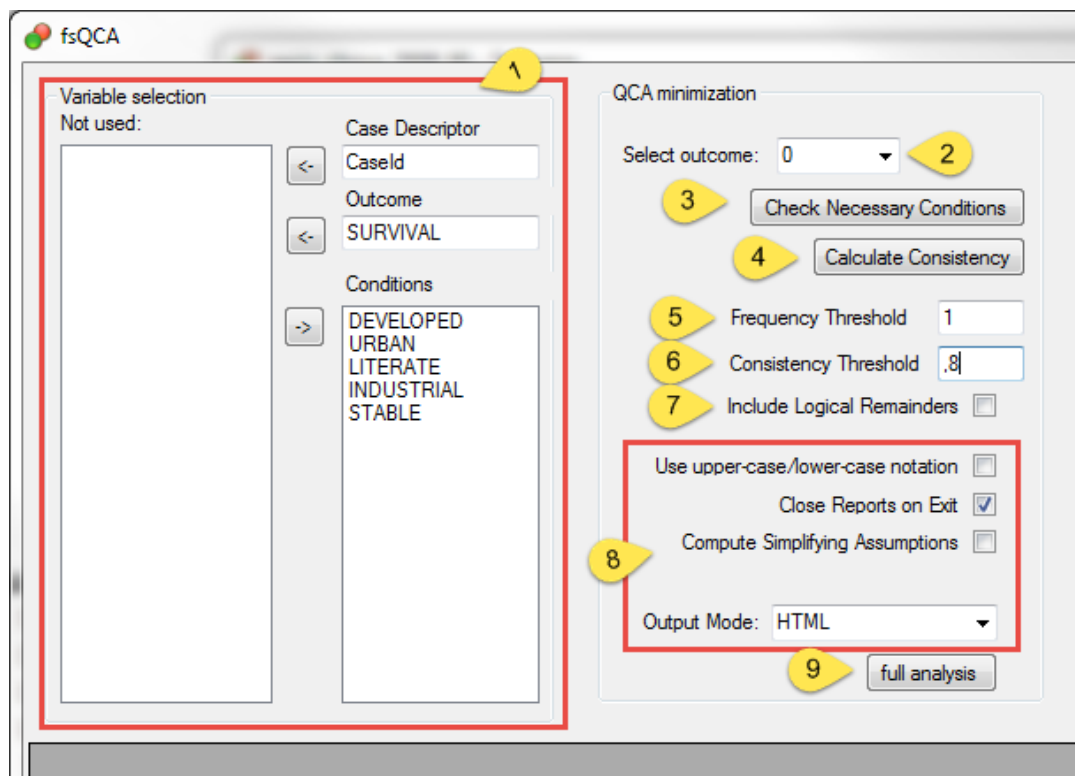 fsQCA
1
Variable selection
Not used:
Case Descriptor
<-
CaseId
Outcome
<-
SURVIVAL
Conditions
->
DEVELOPED
URBAN
LITERATE
INDUSTRIAL
STABLE
QCA minimization
Select outcome: 0
2
3
Check Necessary Conditions
4
Calculate Consistency
5
Frequency Threshold 1
6
Consistency Threshold ,8
7
Include Logical Remainders
Use upper-case/lower-case notation
Close Reports on Exit
Compute Simplifying Assumptions
8
Output Mode: HTML
9
full analysis